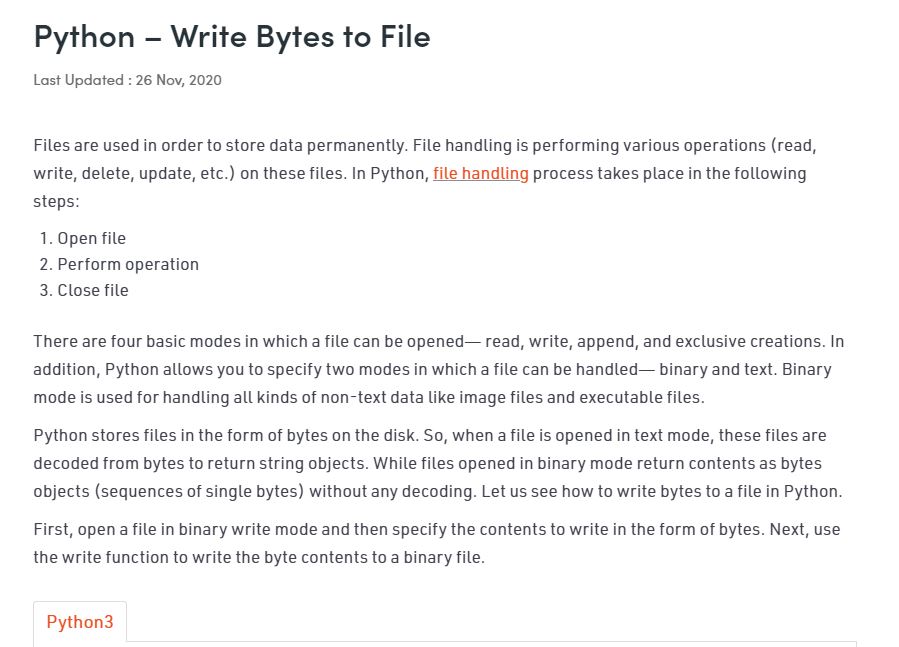 Python – Write Bytes to File
Last Updated : 26 Nov, 2020
Files are used in order to store data permanently. File handling is performing various operations (read,
write, delete, update, etc.) on these files. In Python, file handling process takes place in the following
steps:
1. Open file
2. Perform operation
3. Close file
There are four basic modes in which a file can be opened— read, write, append, and exclusive creations. In
addition, Python allows you to specify two modes in which a file can be handled— binary and text. Binary
mode is used for handling all kinds of non-text data like image files and executable files.
Python stores files in the form of bytes on the disk. So, when a file is opened in text mode, these files are
decoded from bytes to return string objects. While files opened in binary mode return contents as bytes
objects (sequences of single bytes) without any decoding. Let us see how to write bytes to a file in Python.
First, open a file in binary write mode and then specify the contents to write in the form of bytes. Next, use
the write function to write the byte contents to a binary file.
Python3